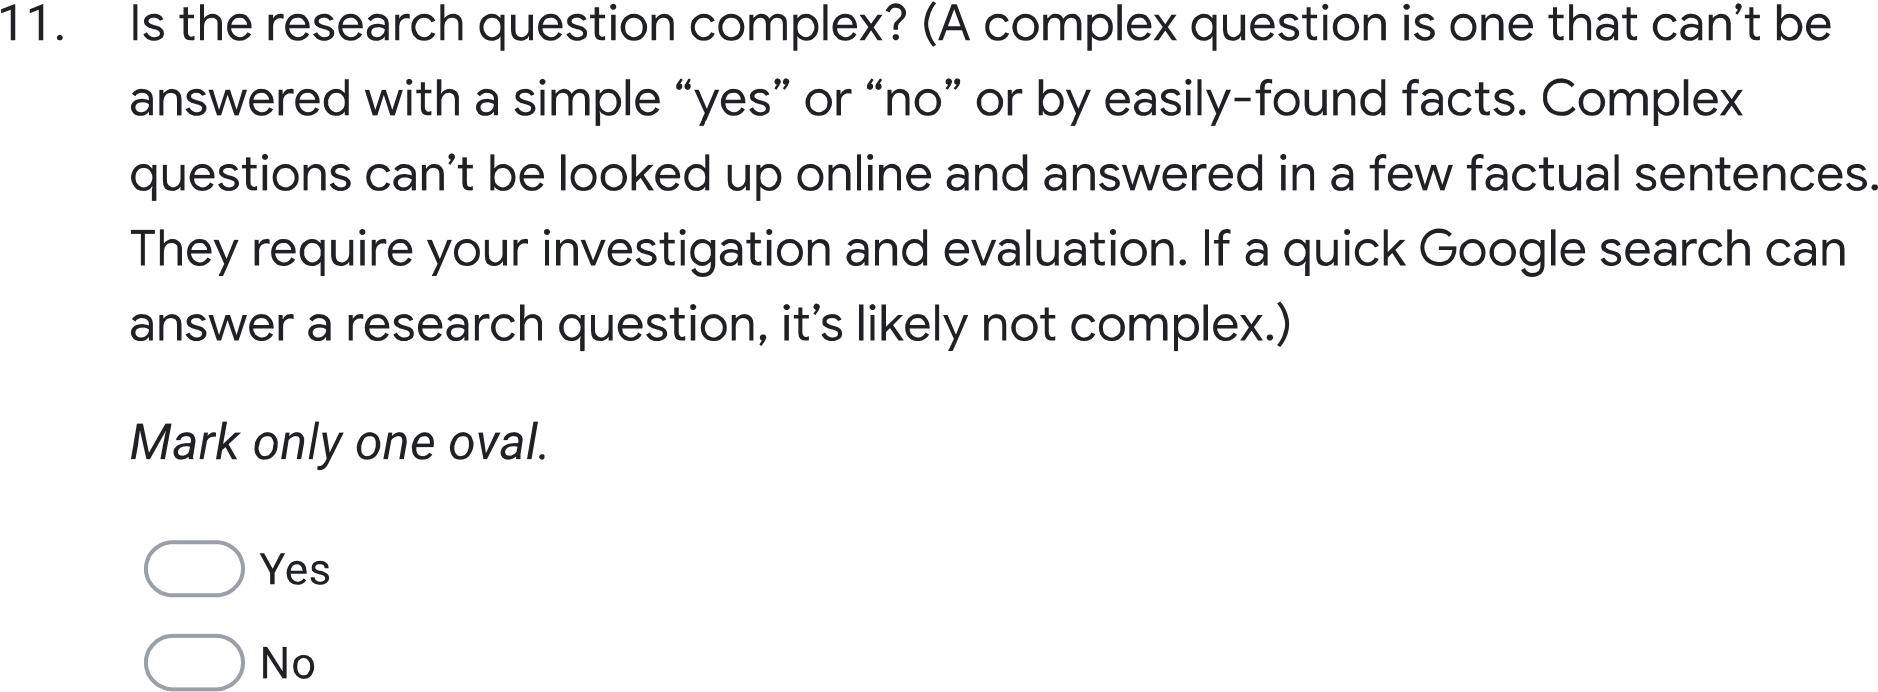 11. Is the research question complex? (A complex question is one that can’t be
answered with a simple “yes” or “no” or by easily-found facts. Complex
questions can’t be looked up online and answered in a few factual sentences.
They require your investigation and evaluation. If a quick Google search can
answer a research question, it’s likely not complex.)
Mark only one oval.
Yes
No